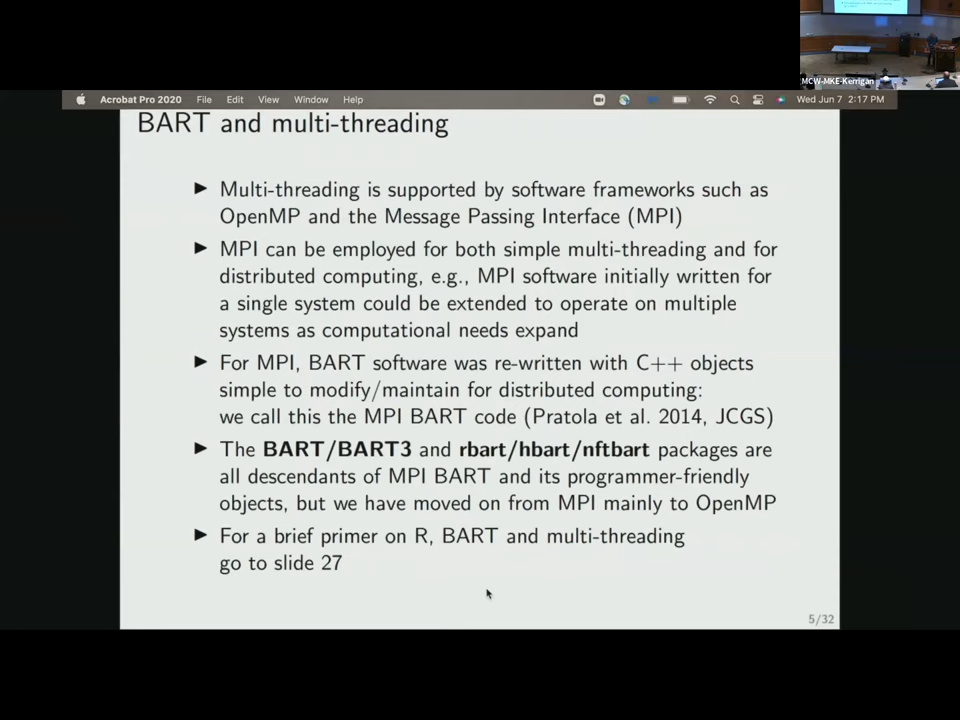 MCW-MKE-Kerrigan
Acrobat Pro 2020 File Edit View Window Help Wed Jun 7 2:17 PM
BART and multi-threading
▶ Multi-threading is supported by software frameworks such as
OpenMP and the Message Passing Interface (MPI)
▶ MPI can be employed for both simple multi-threading and for
distributed computing, e.g., MPI software initially written for
a single system could be extended to operate on multiple
systems as computational needs expand
▶ For MPI, BART software was re-written with C++ objects
simple to modify/maintain for distributed computing:
we call this the MPI BART code (Pratola et al. 2014, JCGS)
▶ The BART/BART3 and rbart/hbart/nftbart packages are
all descendants of MPI BART and its programmer-friendly
objects, but we have moved on from MPI mainly to OpenMP
▶ For a brief primer on R, BART and multi-threading
go to slide 27
5/32